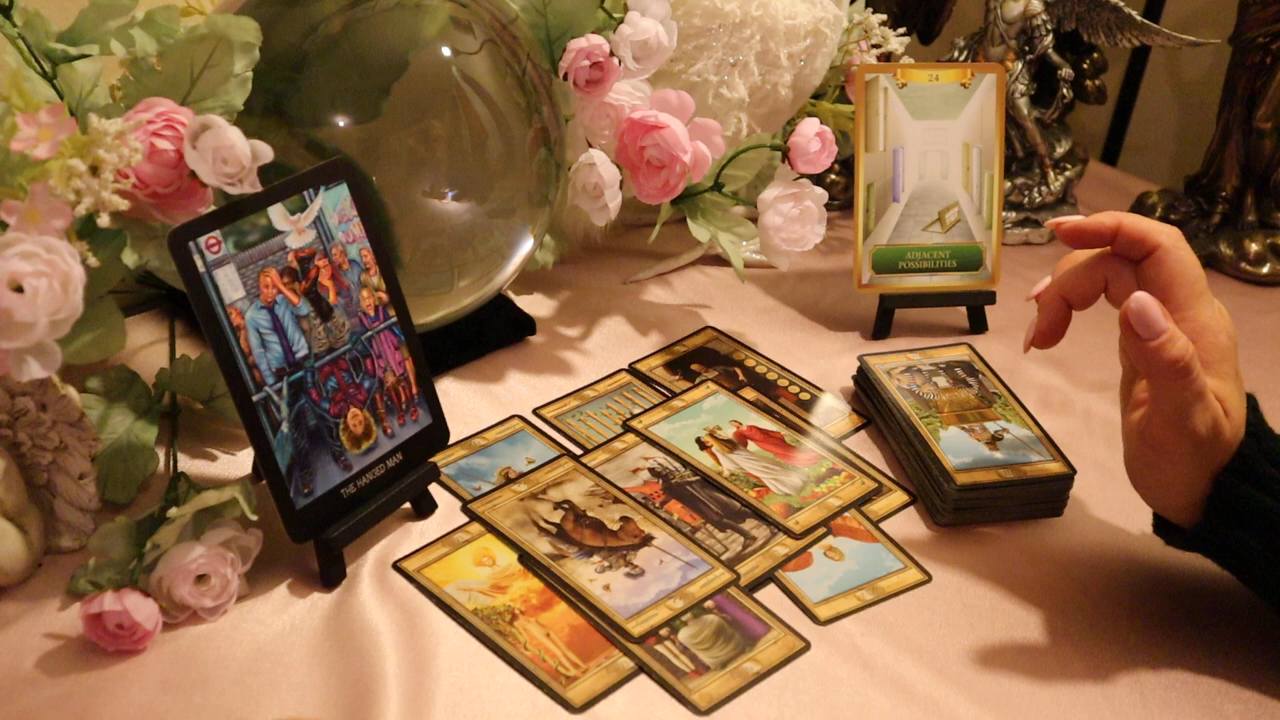 24
ADJACENT
POSSIBILITIES
THE HANGED MAN